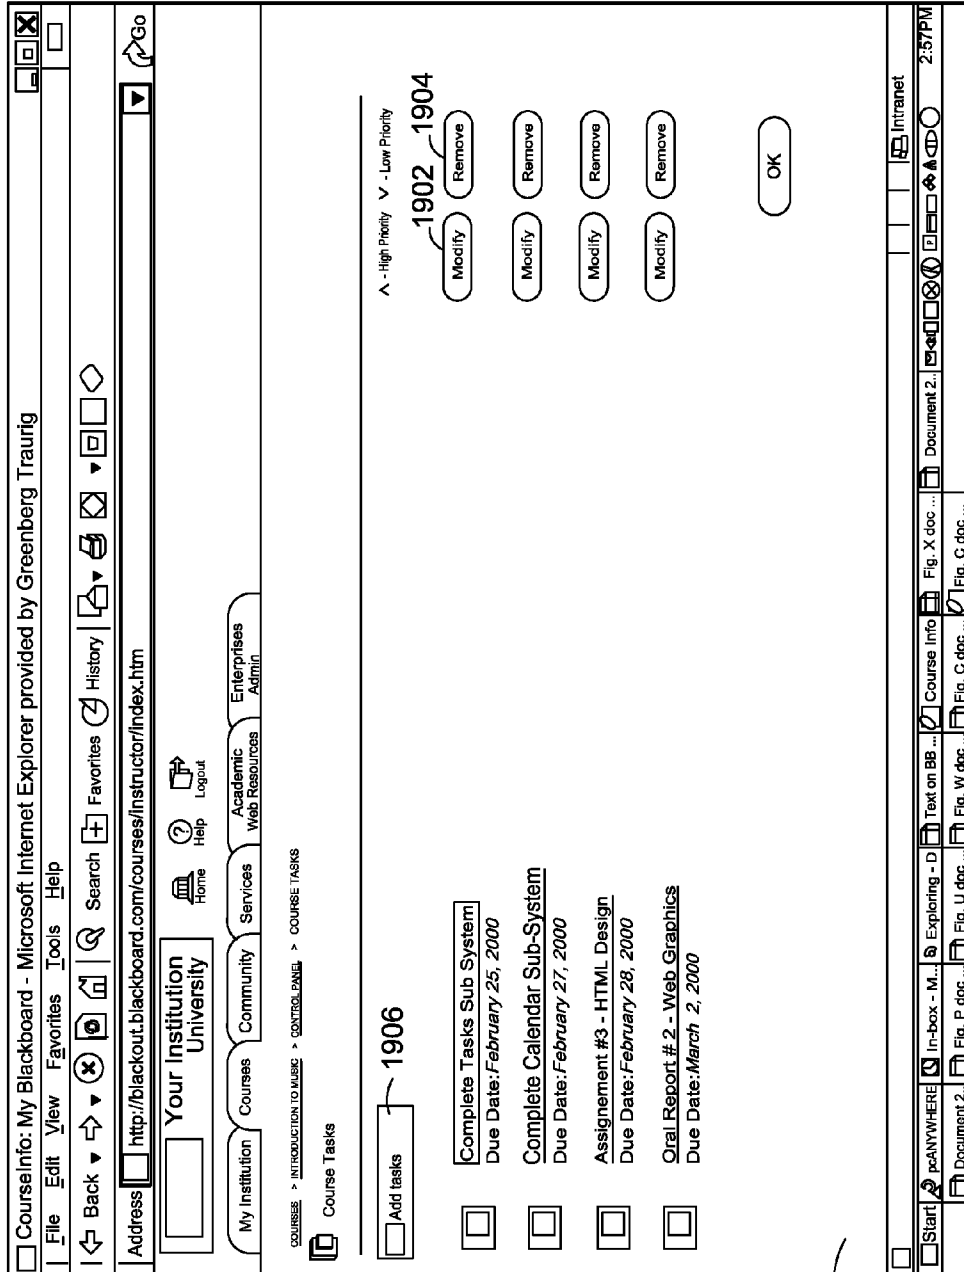 CourseInfo: My Blackboard - Microsoft Internet Explorer provided by Greenberg Traurig
File Edit View Favorites Tools Help
Back Search Favorites History
Address http://blackout.blackboard.com/courses/instructor/index.htm Go
Your Institution
University
Home Help Logout
My Institution Courses Community Services Academic
Web Resources Enterprises
Admin
COURSES > INTRODUCTION TO MUSIC > CONTROL PANEL > COURSE TASKS
Course Tasks
Λ - High Priority V - Low Priority
Add tasks 1906 1902 1904
Complete Tasks Sub System Modify Remove
Due Date:February 25, 2000
Complete Calendar Sub-System Modify Remove
Due Date:February 27, 2000
Assignement #3 - HTML Design Modify Remove
Due Date:February 28, 2000
Oral Report # 2 - Web Graphics Modify Remove
Due Date:March 2, 2000
OK
Intranet
Start pcANYWHERE In-box - M... Exploring - D Text on BB ... Course Info Fig. X doc ... Document 2.. 2:57PM
Document 2... Fig. P doc ... Fig. U doc ... Fig. W doc ... Fig. C doc ... Fig. C doc ...